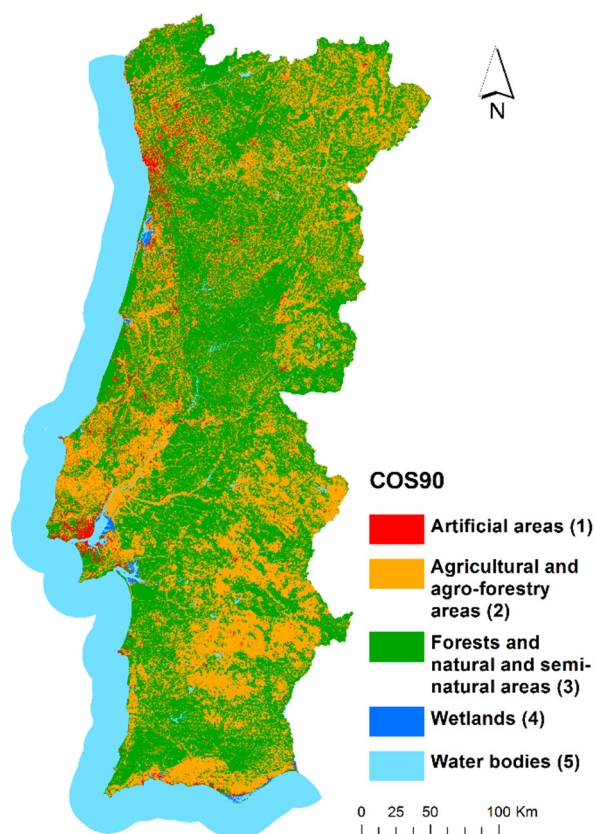 N
COS90
Artificial areas (1)
Agricultural and
agro-forestry
areas (2)
Forests and
natural and semi-
natural areas (3)
Wetlands (4)
Water bodies (5)
0 25 50 100 Km